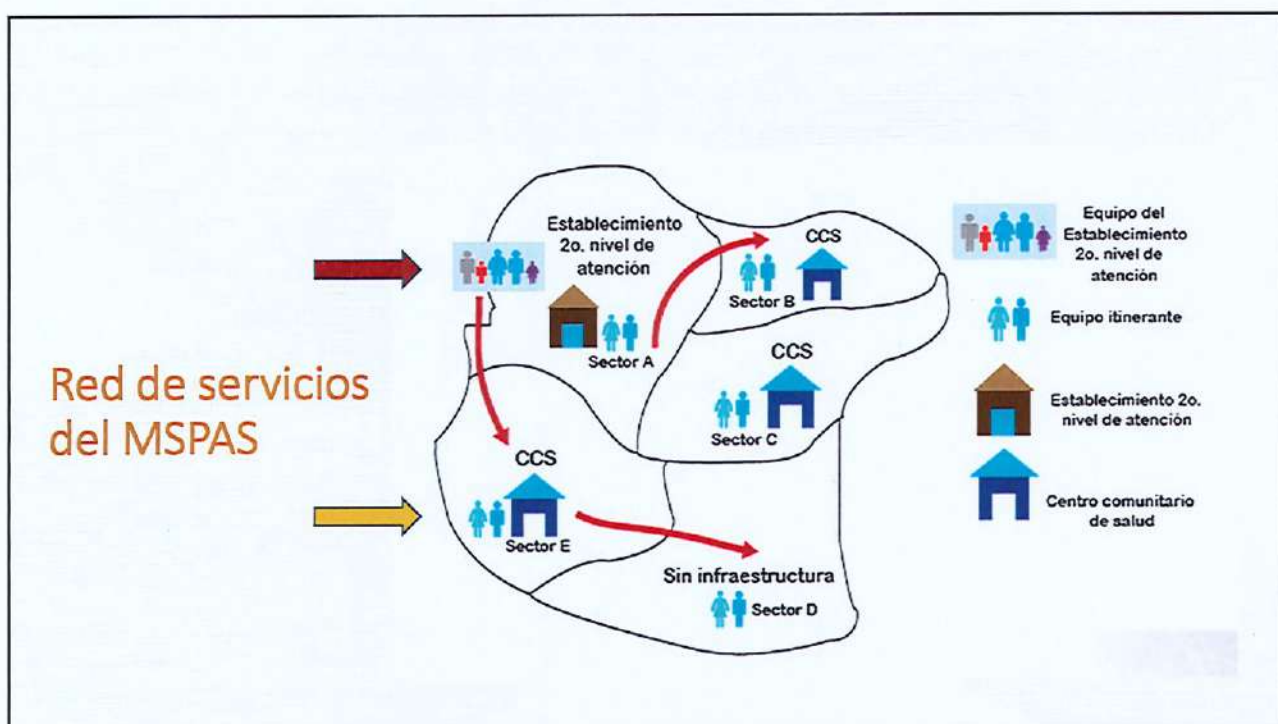 Red de servicios
del MSPAS
Establecimiento
2o. nivel de
atención
Sector A
CCS
Sector B
CCS
Sector C
CCS
Sector E
Sin infraestructura
Sector D
Equipo del
Establecimiento
2o. nivel de
atención
Equipo itinerante
Establecimiento 2o.
nivel de atención
Centro comunitario
de salud